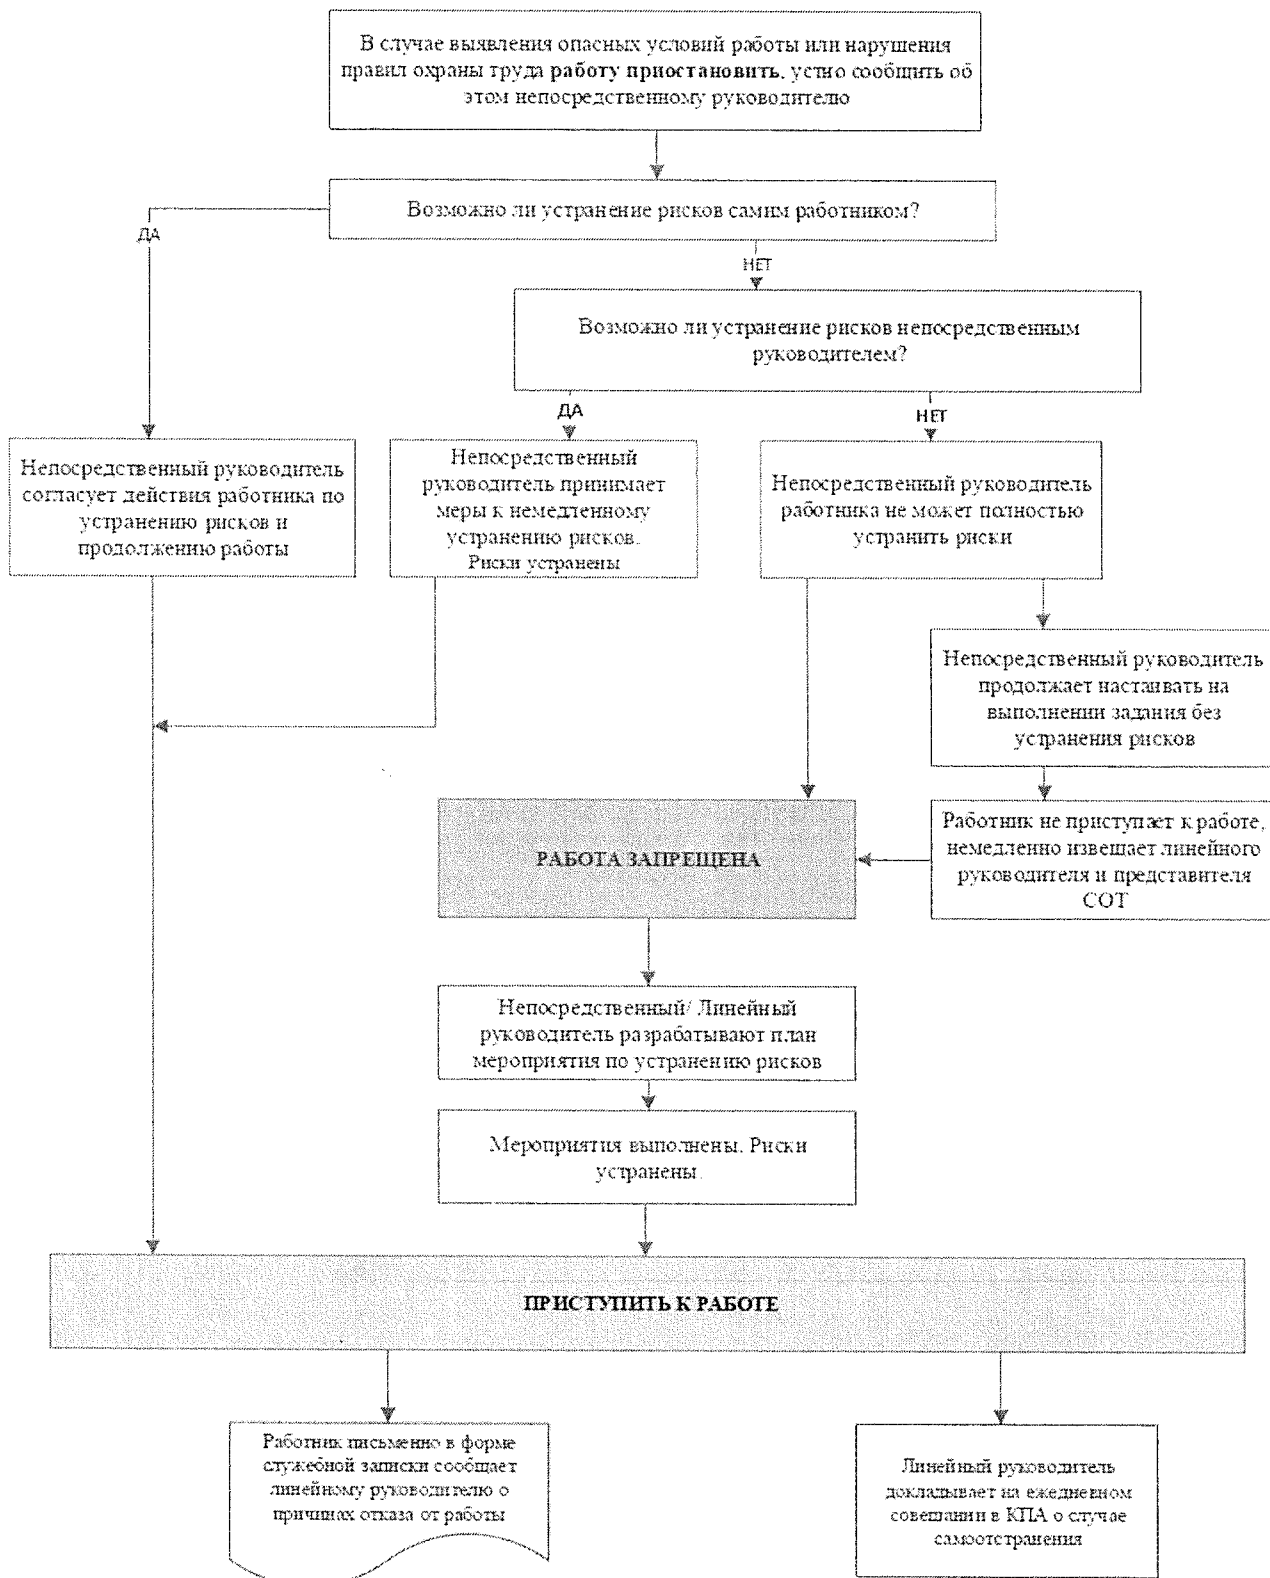 В случае выявления опасных условий работы или нарушения
правил охраны труда работу приостановить, устно сообщить об
этом непосредственному руководителю
Возможно ли устранение рисков самим работником?
ДА
НЕТ
Возможно ли устранение рисков непосредственным
руководителем?
ДА
НЕТ
Непосредственный руководитель
согласует действия работника по
устранению рисков и
продолжению работы
Непосредственный
руководитель принимает
меры к немедленному
устранению рисков.
Риски устранены
Непосредственный руководитель
работника не может полностью
устранить риски
Непосредственный руководитель
продолжает настаивать на
выполнении задания без
устранения рисков
РАБОТА ЗАПРЕЩЕНА
Работник не приступает к работе,
немедленно извещает линейного
руководителя и представителя
СОТ
Непосредственный/ Линейный
руководитель разрабатывают план
мероприятия по устранению рисков
Мероприятия выполнены. Риски
устранены.
ПРИСТУПИТЬ К РАБОТЕ
Работник письменно в форме
служебной записки сообщает
линейному руководителю о
причинах отказа от работы
Линейный руководитель
докладывает на ежедневном
совещании в КПА о случае
самоотстранения